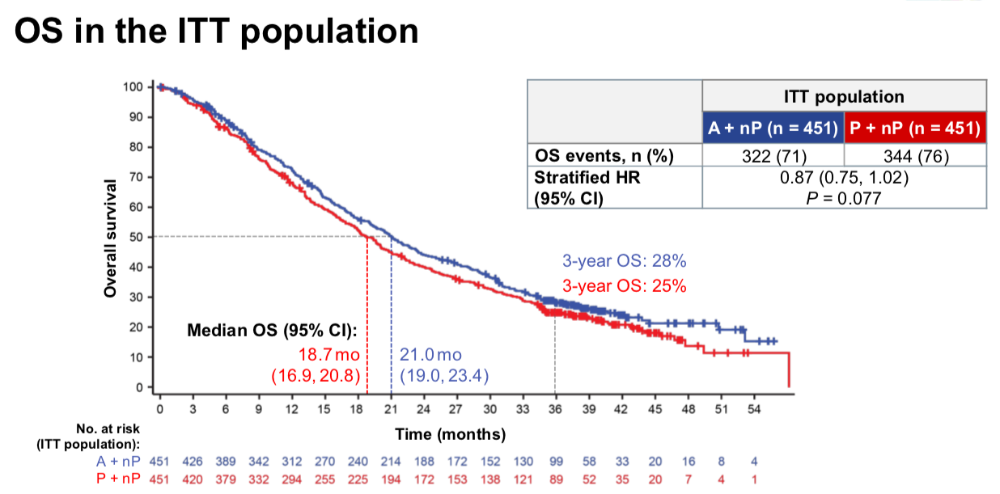 OS in the ITT population
ITT population
A + nP (n = 451) P + nP (n = 451)
OS events, n (%) 322 (71) 344 (76)
Stratified HR
(95% CI)
0.87 (0.75, 1.02)
P = 0.077
Overall survival
100
90
80
70
60
50
40
30
20
10
0
3-year OS: 28%
3-year OS: 25%
Median OS (95% CI):
18.7 mo
(16.9, 20.8)
21.0 mo
(19.0, 23.4)
0 3 6 9 12 15 18 21 24 27 30 33 36 39 42 45 48 51 54
Time (months)
No. at risk
(ITT population):
A + nP 451 426 389 342 312 270 240 214 188 172 152 130 99 58 33 20 16 8 4
P + nP 451 420 379 332 294 255 225 194 172 153 138 121 89 52 35 20 7 4 1